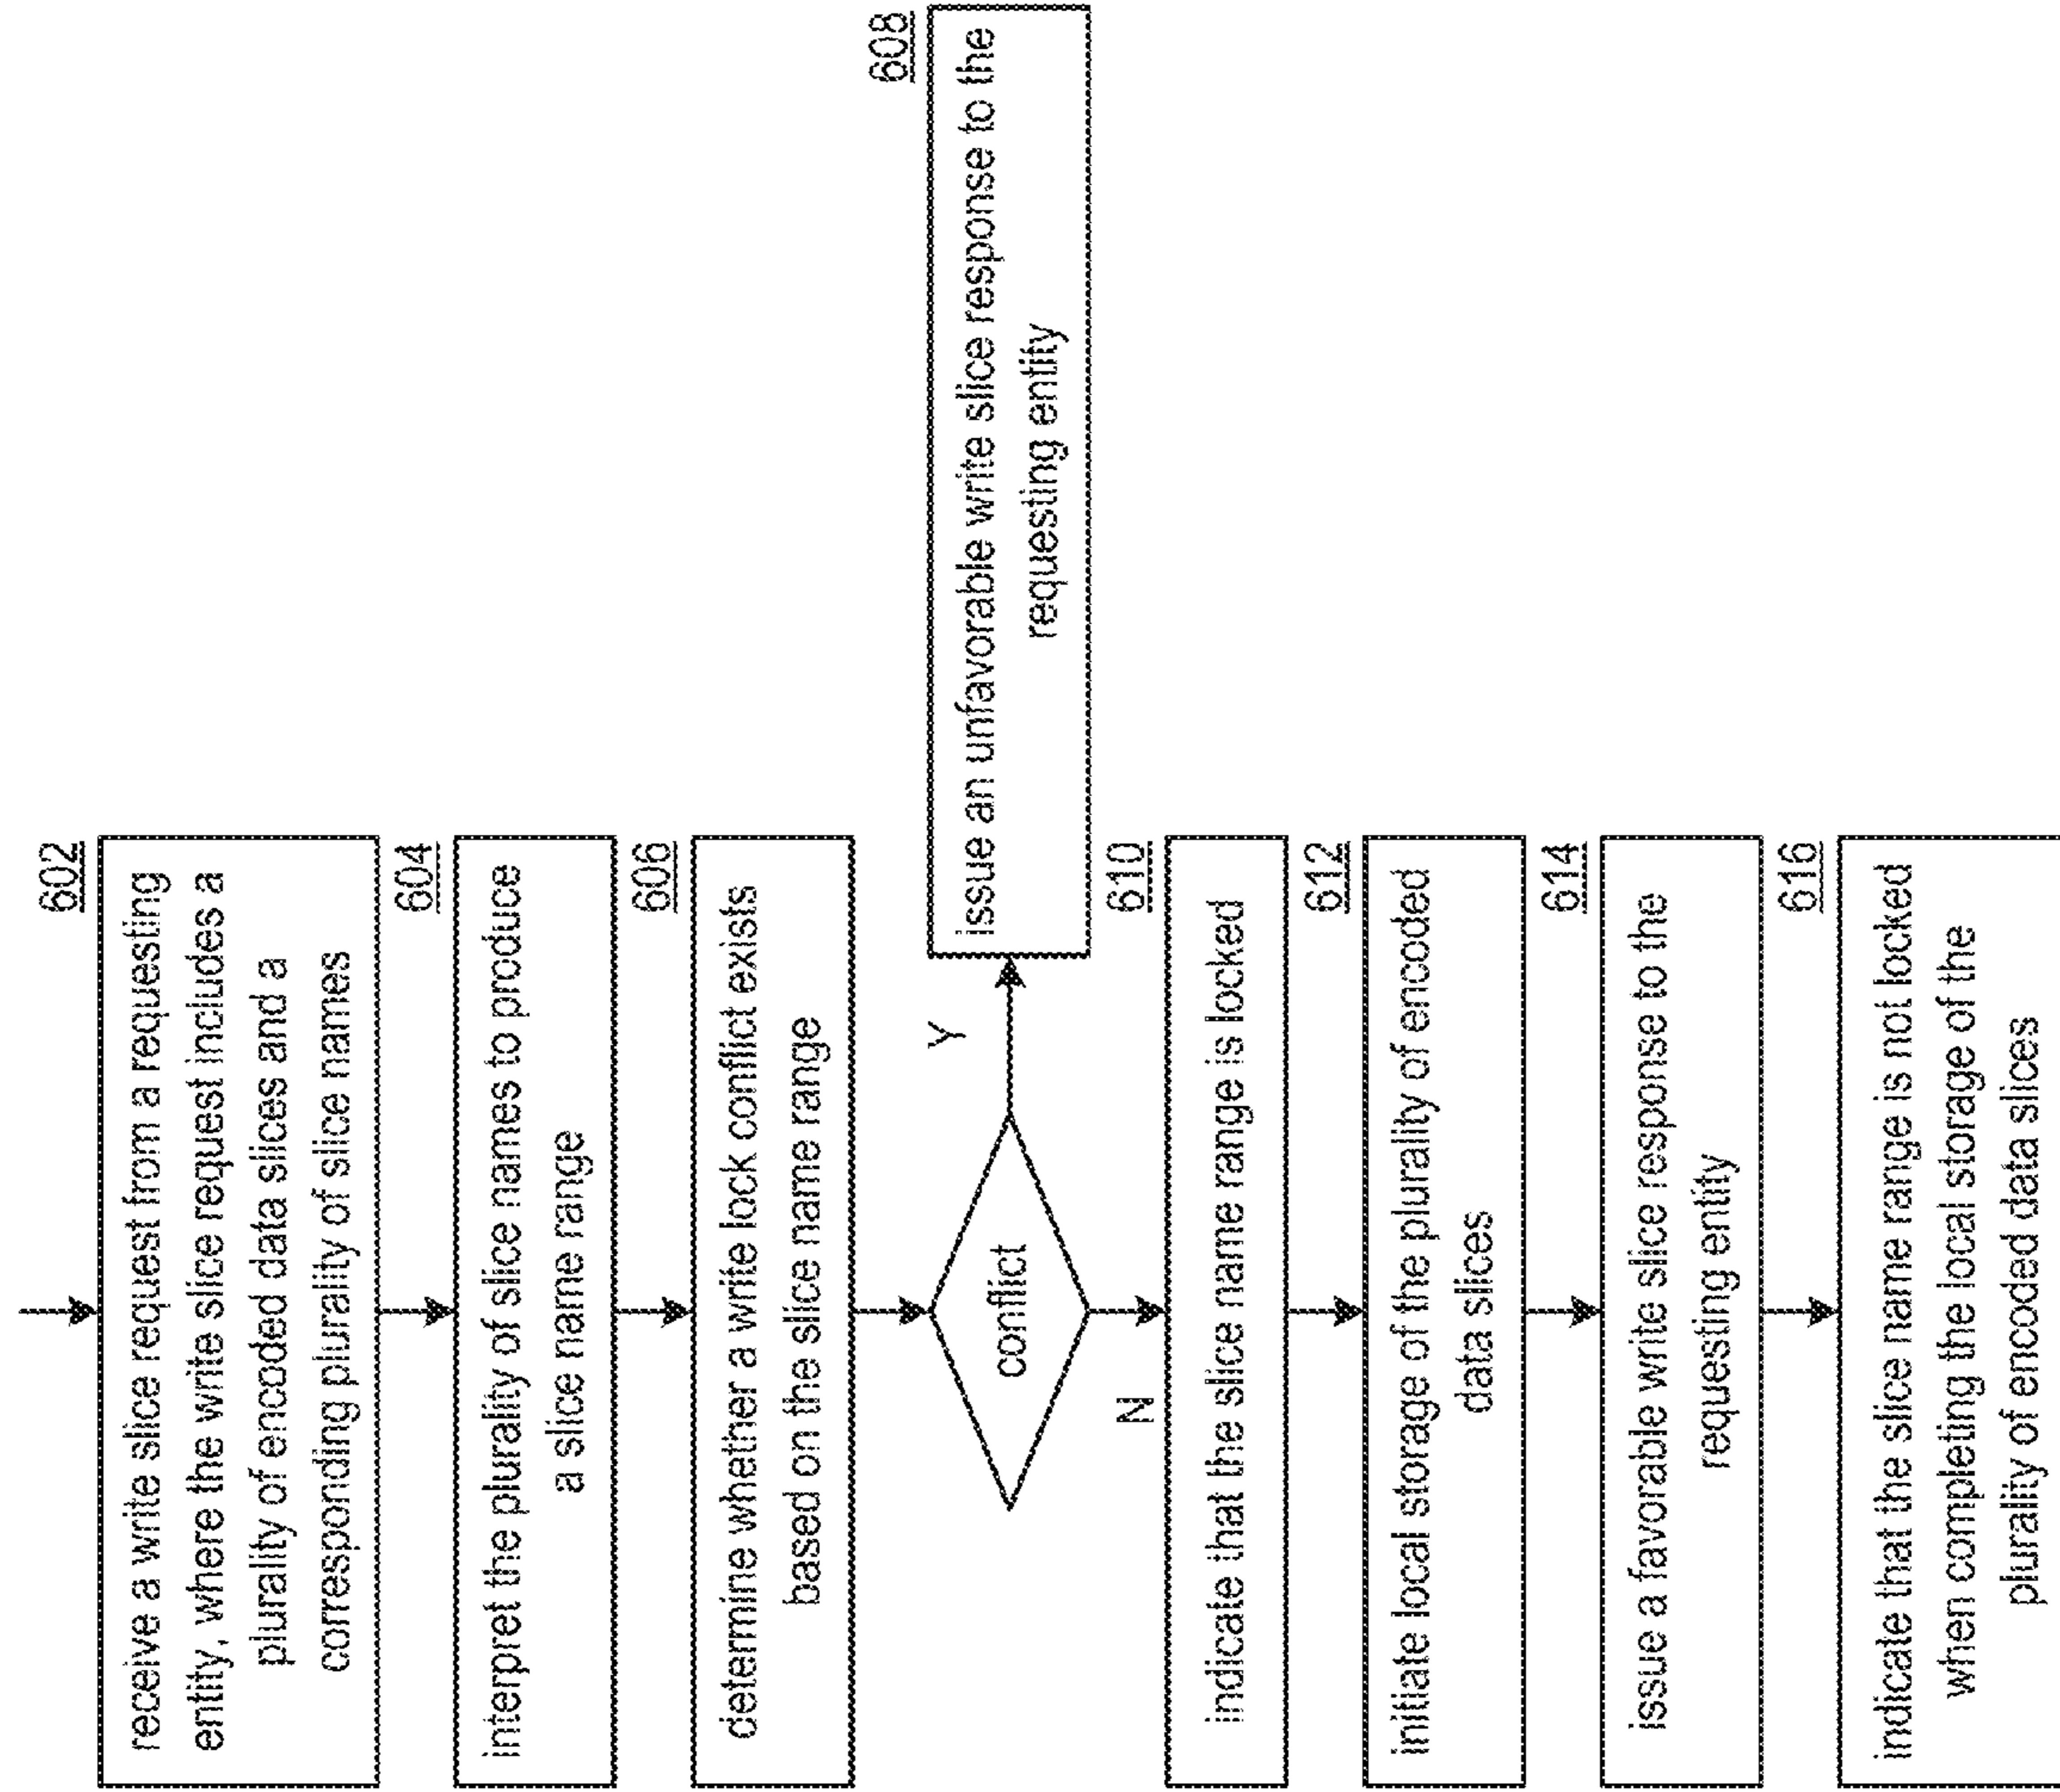 602
receive a write slice request from a requesting
entity, where the write slice request includes a
plurality of encoded data slices and a
corresponding plurality of slice names
604
interpret the plurality of slice names to produce
a slice name range
606
determine whether a write lock conflict exists
based on the slice name range
conflict
Y
608
issue an unfavorable write slice response to the
requesting entity
N
610
indicate that the slice name range is locked
612
initiate local storage of the plurality of encoded
data slices
614
issue a favorable write slice response to the
requesting entity
616
indicate that the slice name range is not locked
when completing the local storage of the
plurality of encoded data slices